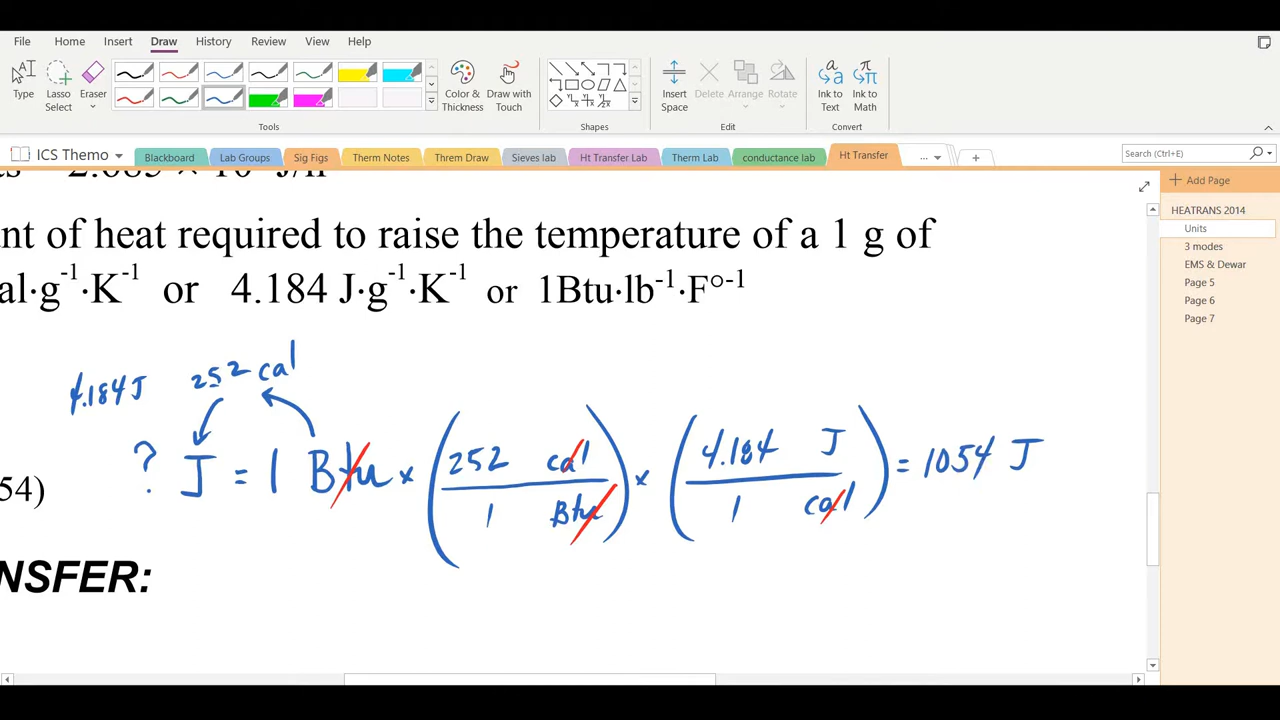 File Home Insert Draw History Review View Help
Type Lasso Select Eraser Color & Thickness Draw with Touch Insert Space Delete Arrange Rotate Ink to Text Ink to Math
Tools Shapes Edit Convert
ICS Themo Blackboard Lab Groups Sig Figs Therm Notes Threm Draw Sieves lab Ht Transfer Lab Therm Lab conductance lab Ht Transfer ... + Search (Ctrl+E)
+ Add Page
HEATRANS 2014
Units
3 modes
EMS & Dewar
Page 5
Page 6
Page 7
nt of heat required to raise the temperature of a 1 g of
al·g⁻¹·K⁻¹ or 4.184 J·g⁻¹·K⁻¹ or 1Btu·lb⁻¹·F°⁻¹
4.184 J 252 cal
? J = 1 Btu × (252 cal / 1 Btu) × (4.184 J / 1 cal) = 1054 J
54)
NSFER: